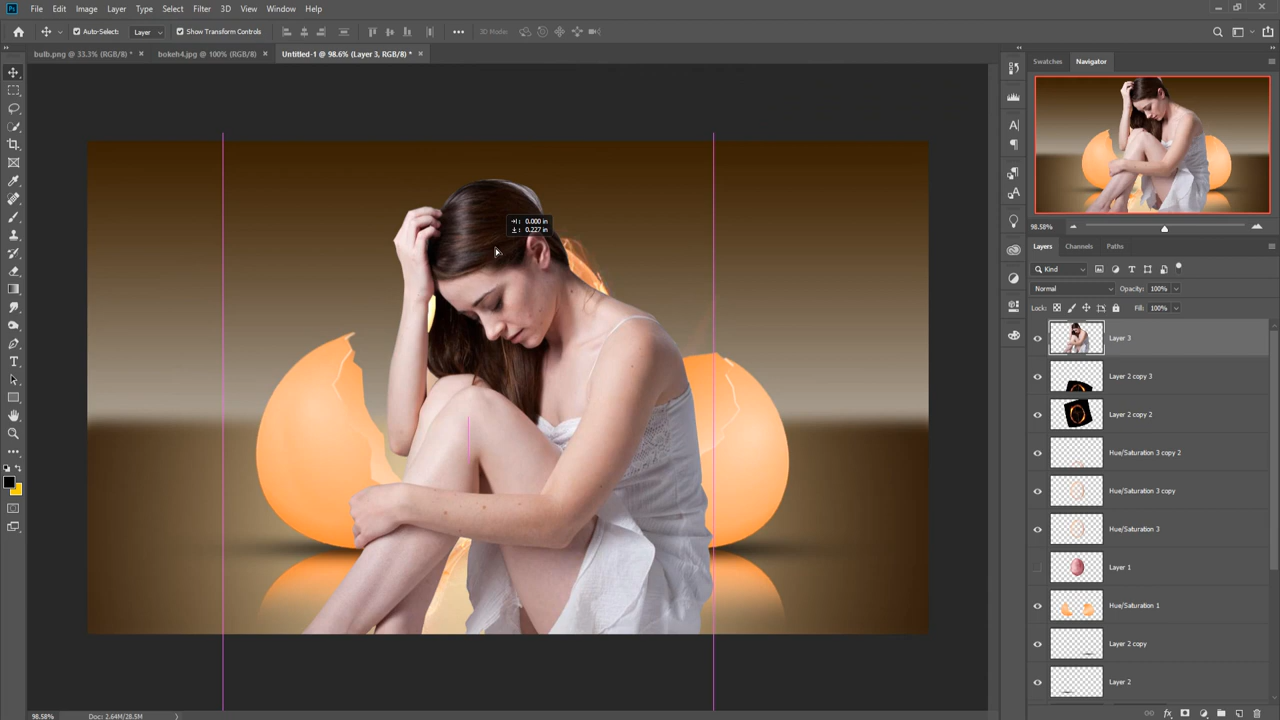 Ps File Edit Image Layer Type Select Filter 3D View Window Help
Auto-Select: Layer Show Transform Controls 3D Mode:
bulb.png @ 33.3% (RGB/8) * × bokeh4.jpg @ 100% (RGB/8) × Untitled-1 @ 98.6% (Layer 3, RGB/8) * ×
Swatches Navigator
0.000 in
0.227 in
98.58%
Layers Channels Paths
Kind
Normal Opacity: 100%
Lock: Fill: 100%
Layer 3
Layer 2 copy 3
Layer 2 copy 2
Hue/Saturation 3 copy 2
Hue/Saturation 3 copy
Hue/Saturation 3
Layer 1
Hue/Saturation 1
Layer 2 copy
Layer 2
98.58% Doc: 2.64M/28.5M